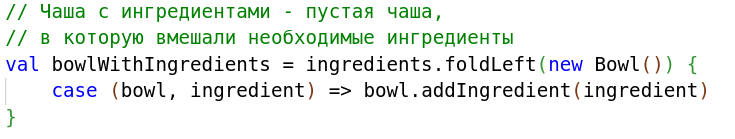 // Чаша с ингредиентами - пустая чаша,
// в которую вмешали необходимые ингредиенты
val bowlWithIngredients = ingredients.foldLeft(new Bowl()) {
    case (bowl, ingredient) => bowl.addIngredient(ingredient)
}